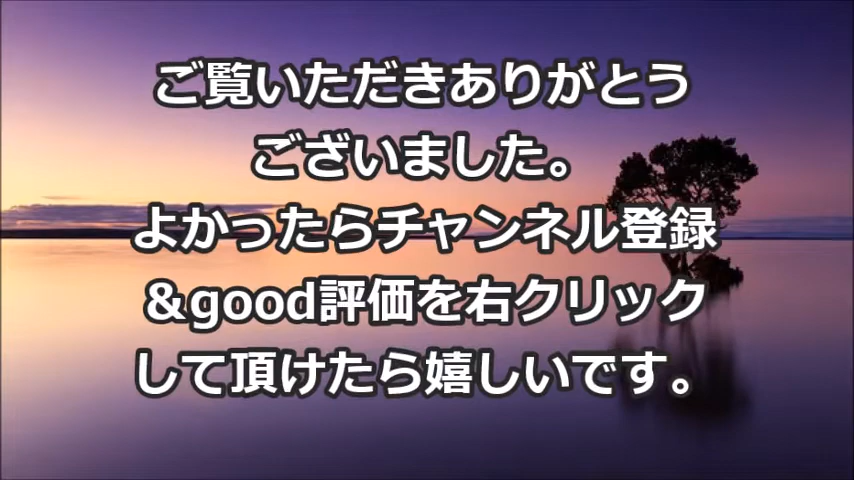 ご覧いただきありがとう
ございました。
よかったらチャンネル登録
＆good評価を右クリック
して頂けたら嬉しいです。